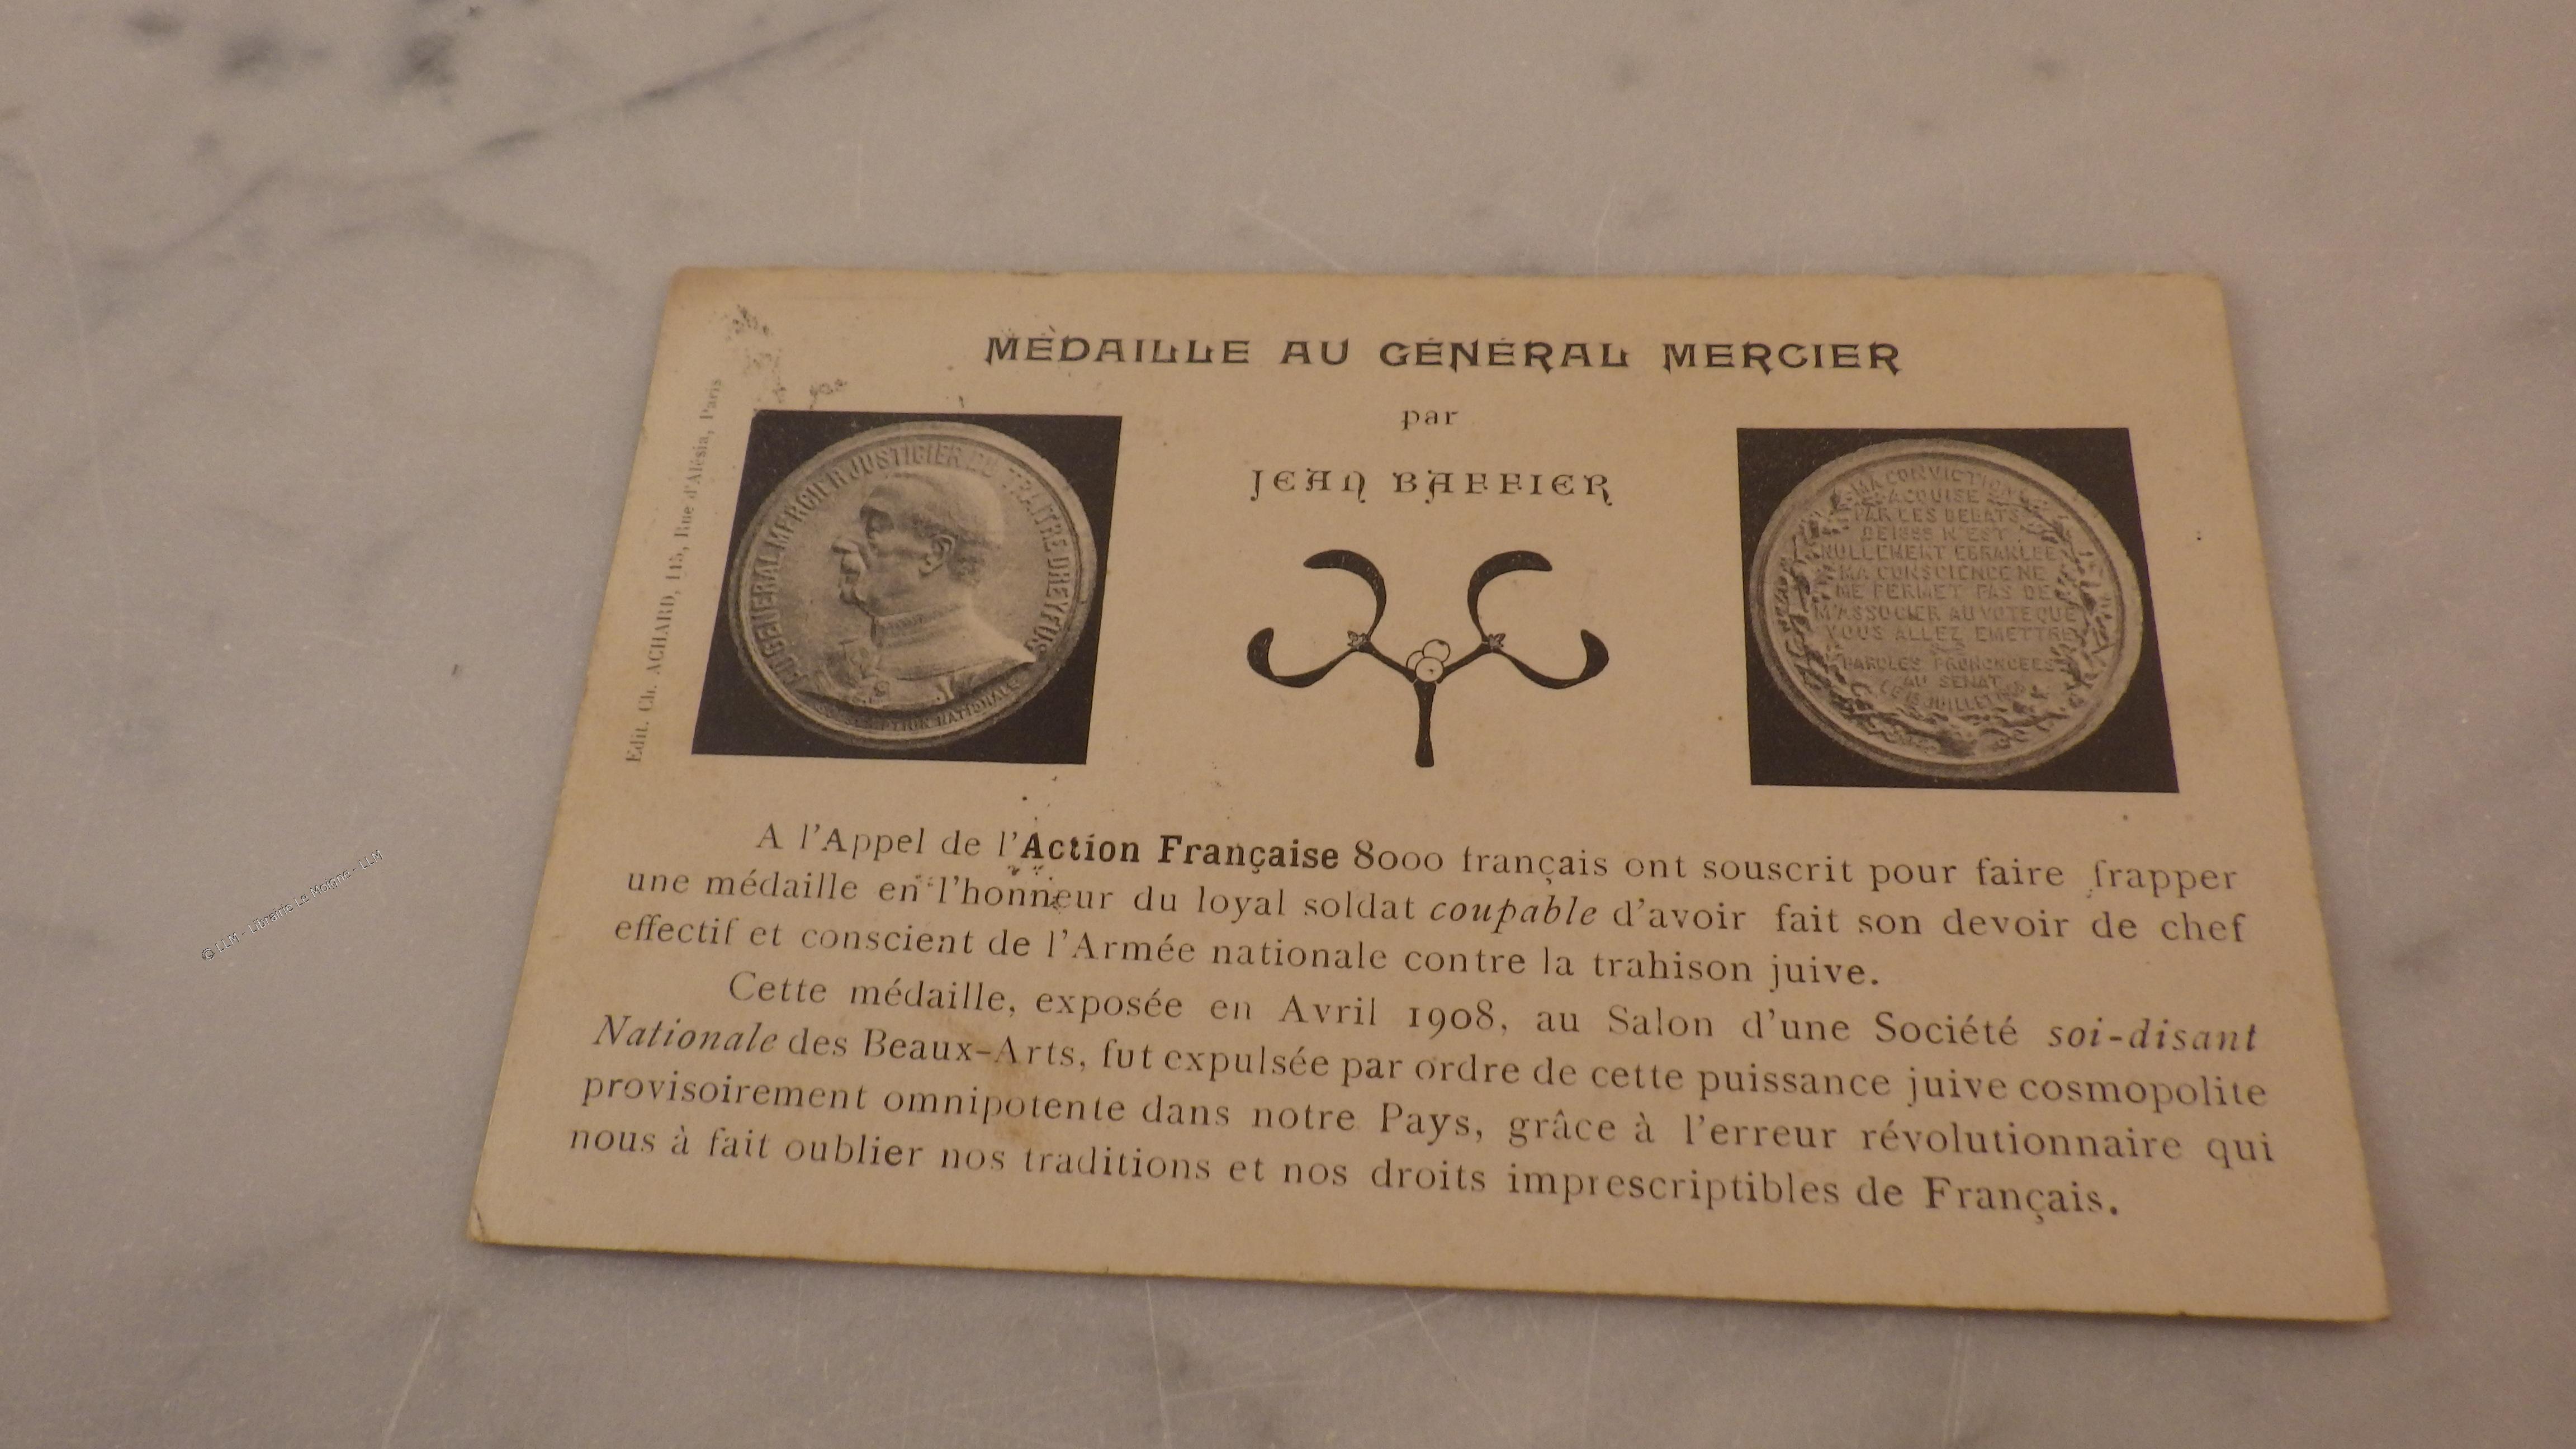 MÉDAILLE AU GÉNÉRAL MERCIER
par
JEAN BAFFIER
Edit. Ch. ACHARD, 115, Rue d'Alésia, Paris
AU GENERAL MERCIER JUSTICIER DU TRAITRE DREYFUS
NATIONALE
MA CONVICTION
ACQUISE
PAR LES DEBATS
DE 1899 N'EST
NULLEMENT EBRANLEE
MA CONSCIENCE NE
ME PERMET PAS DE
M'ASSOCIER AU VOTE QUE
VOUS ALLEZ EMETTRE
PAROLES PRONONCEES
AU SENAT
JUILLET
A l'Appel de l'Action Française 8000 français ont souscrit pour faire frapper
une médaille en l'honneur du loyal soldat coupable d'avoir fait son devoir de chef
effectif et conscient de l'Armée nationale contre la trahison juive.
Cette médaille, exposée en Avril 1908, au Salon d'une Société soi-disant
Nationale des Beaux-Arts, fut expulsée par ordre de cette puissance juive cosmopolite
provisoirement omnipotente dans notre Pays, grâce à l'erreur révolutionnaire qui
nous à fait oublier nos traditions et nos droits imprescriptibles de Français.
© LLM - Librairie Le Moigne - LLM